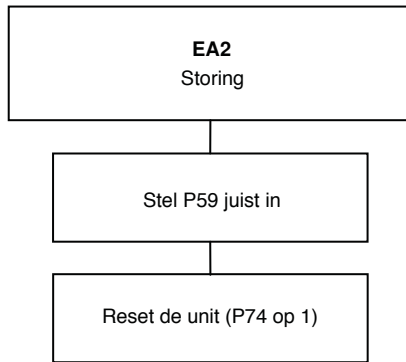 EA2
Storing
Stel P59 juist in
Reset de unit (P74 op 1)